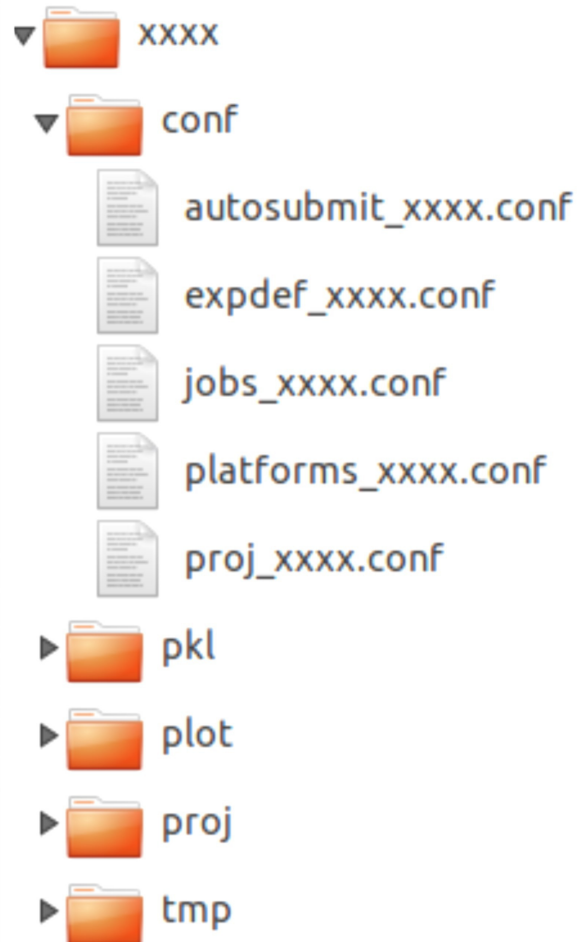 xxxx
conf
autosubmit_xxxx.conf
expdef_xxxx.conf
jobs_xxxx.conf
platforms_xxxx.conf
proj_xxxx.conf
pkl
plot
proj
tmp